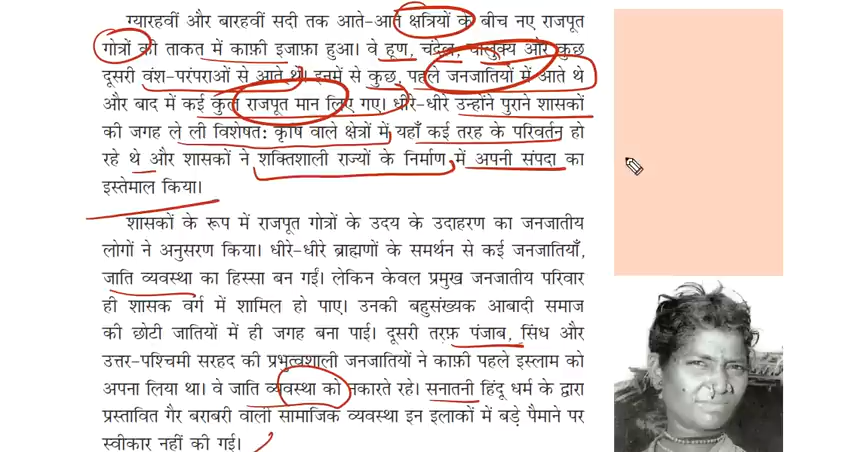 ग्यारहवीं और बारहवीं सदी तक आते-आते क्षत्रियों के बीच नए राजपूत
गोत्रों की ताकत में काफ़ी इज़ाफ़ा हुआ। वे हूण, चंदेल, चालुक्य और कुछ
दूसरी वंश-परंपराओं से आते थे। इनमें से कुछ, पहले जनजातियों में आते थे
और बाद में कई कुल राजपूत मान लिए गए। धीरे-धीरे उन्होंने पुराने शासकों
की जगह ले ली विशेषत: कृषि वाले क्षेत्रों में यहाँ कई तरह के परिवर्तन हो
रहे थे और शासकों ने शक्तिशाली राज्यों के निर्माण में अपनी संपदा का
इस्तेमाल किया।
शासकों के रूप में राजपूत गोत्रों के उदय के उदाहरण का जनजातीय
लोगों ने अनुसरण किया। धीरे-धीरे ब्राह्मणों के समर्थन से कई जनजातियाँ,
जाति व्यवस्था का हिस्सा बन गईं। लेकिन केवल प्रमुख जनजातीय परिवार
ही शासक वर्ग में शामिल हो पाए। उनकी बहुसंख्यक आबादी समाज
की छोटी जातियों में ही जगह बना पाई। दूसरी तरफ़ पंजाब, सिंध और
उत्तर-पश्चिमी सरहद की प्रभुत्वशाली जनजातियों ने काफ़ी पहले इस्लाम को
अपना लिया था। वे जाति व्यवस्था को नकारते रहे। सनातनी हिंदू धर्म के द्वारा
प्रस्तावित गैर बराबरी वाली सामाजिक व्यवस्था इन इलाकों में बड़े पैमाने पर
स्वीकार नहीं की गई।